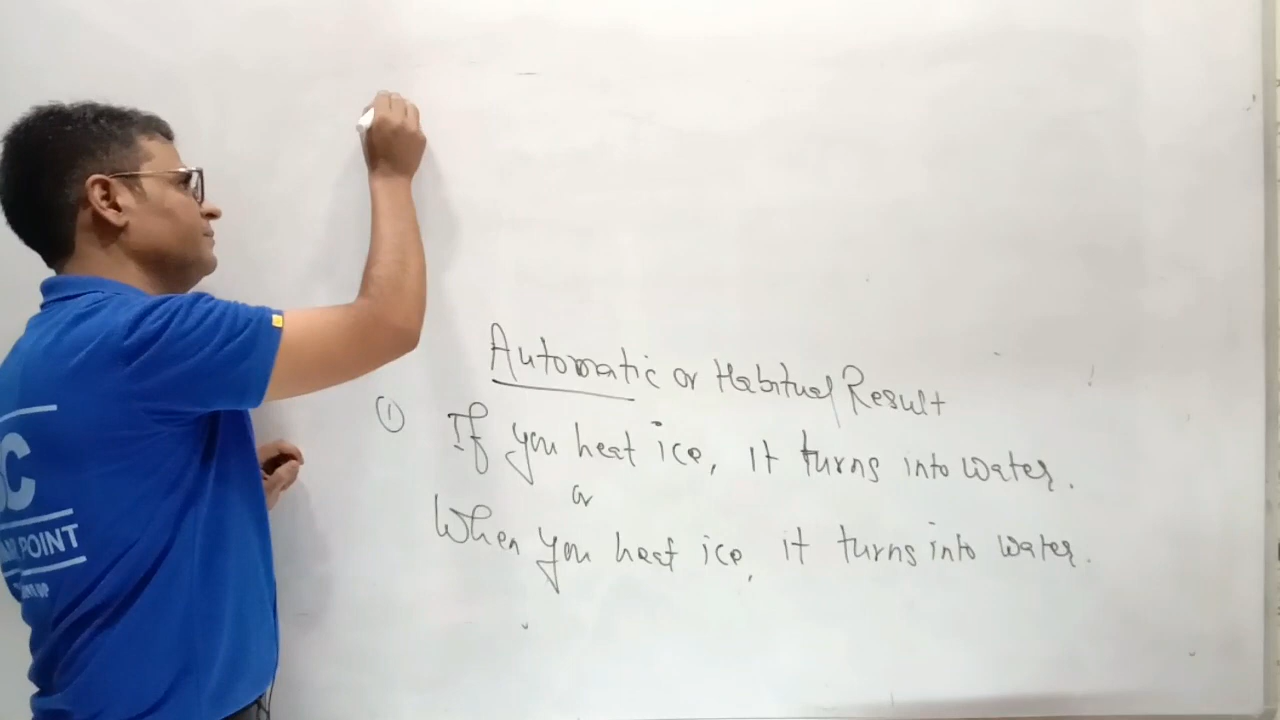 Automatic or Habitual Result
① If you heat ice, it turns into water.
or
When you heat ice, it turns into water.
C
POINT